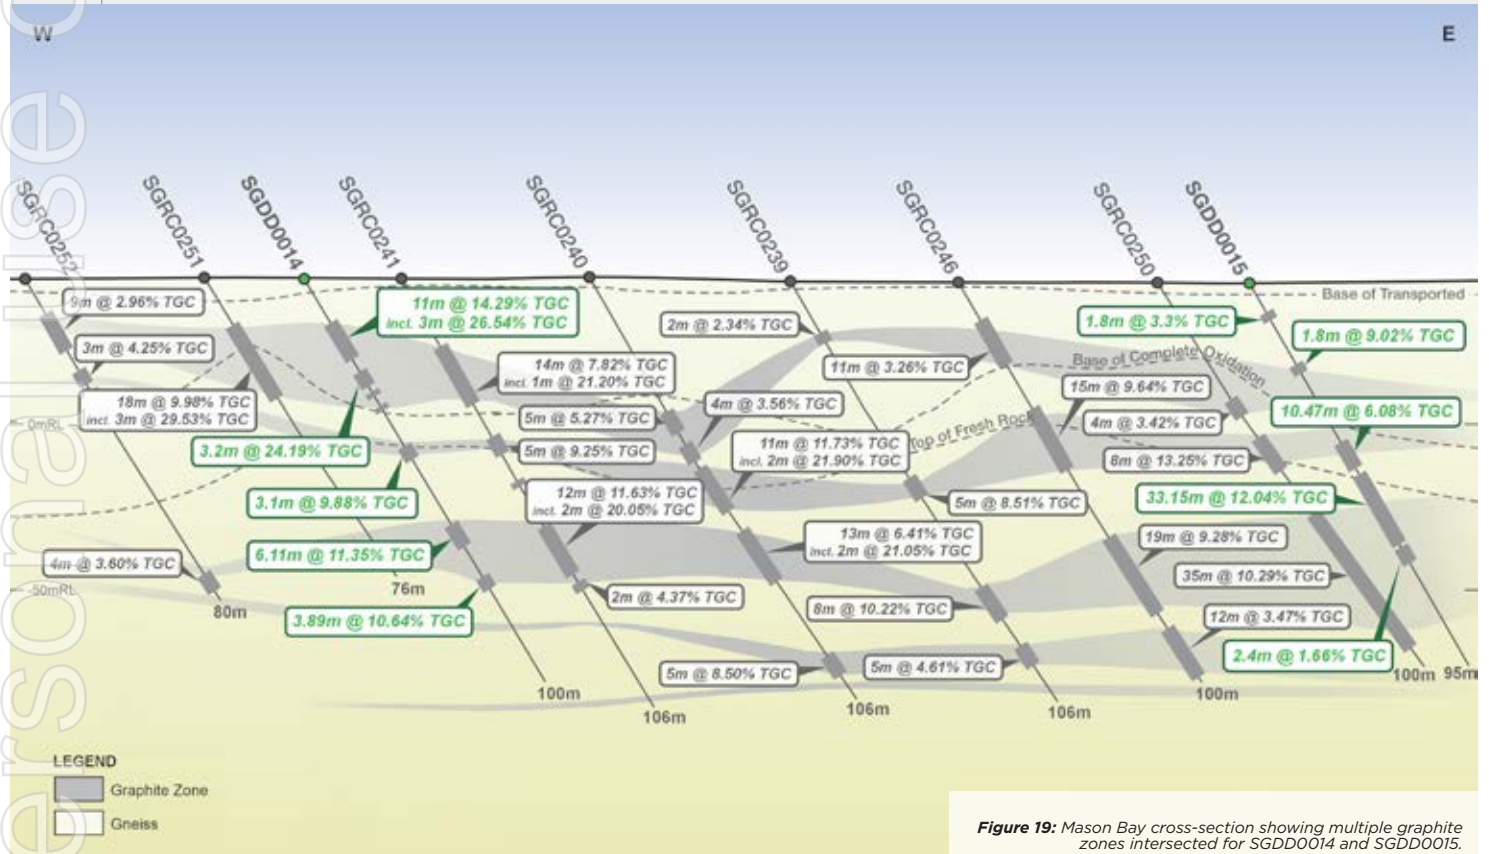 W
E
SGRC0252
SGRC0251
SGDD0014
SGRC0241
SGRC0240
SGRC0239
SGRC0246
SGRC0250
SGDD0015
Base of Transported
9m @ 2.96% TGC
11m @ 14.29% TGC
incl. 3m @ 26.54% TGC
2m @ 2.34% TGC
1.8m @ 3.3% TGC
1.8m @ 9.02% TGC
3m @ 4.25% TGC
14m @ 7.82% TGC
incl. 1m @ 21.20% TGC
11m @ 3.26% TGC
Base of Complete Oxidation
15m @ 9.64% TGC
18m @ 9.98% TGC
incl. 3m @ 29.53% TGC
0mRL
5m @ 5.27% TGC
4m @ 3.56% TGC
4m @ 3.42% TGC
10.47m @ 6.08% TGC
3.2m @ 24.19% TGC
5m @ 9.25% TGC
11m @ 11.73% TGC
incl. 2m @ 21.90% TGC
Top of Fresh Rock
8m @ 13.25% TGC
3.1m @ 9.88% TGC
12m @ 11.63% TGC
incl. 2m @ 20.05% TGC
5m @ 8.51% TGC
33.15m @ 12.04% TGC
4m @ 3.60% TGC
6.11m @ 11.35% TGC
13m @ 6.41% TGC
incl. 2m @ 21.05% TGC
19m @ 9.28% TGC
35m @ 10.29% TGC
-50mRL
80m
76m
2m @ 4.37% TGC
8m @ 10.22% TGC
12m @ 3.47% TGC
3.89m @ 10.64% TGC
5m @ 8.50% TGC
5m @ 4.61% TGC
2.4m @ 1.66% TGC
100m
106m
106m
106m
100m
100m
95m
LEGEND
Graphite Zone
Gneiss
Figure 19: Mason Bay cross-section showing multiple graphite
zones intersected for SGDD0014 and SGDD0015.
ersonal use o